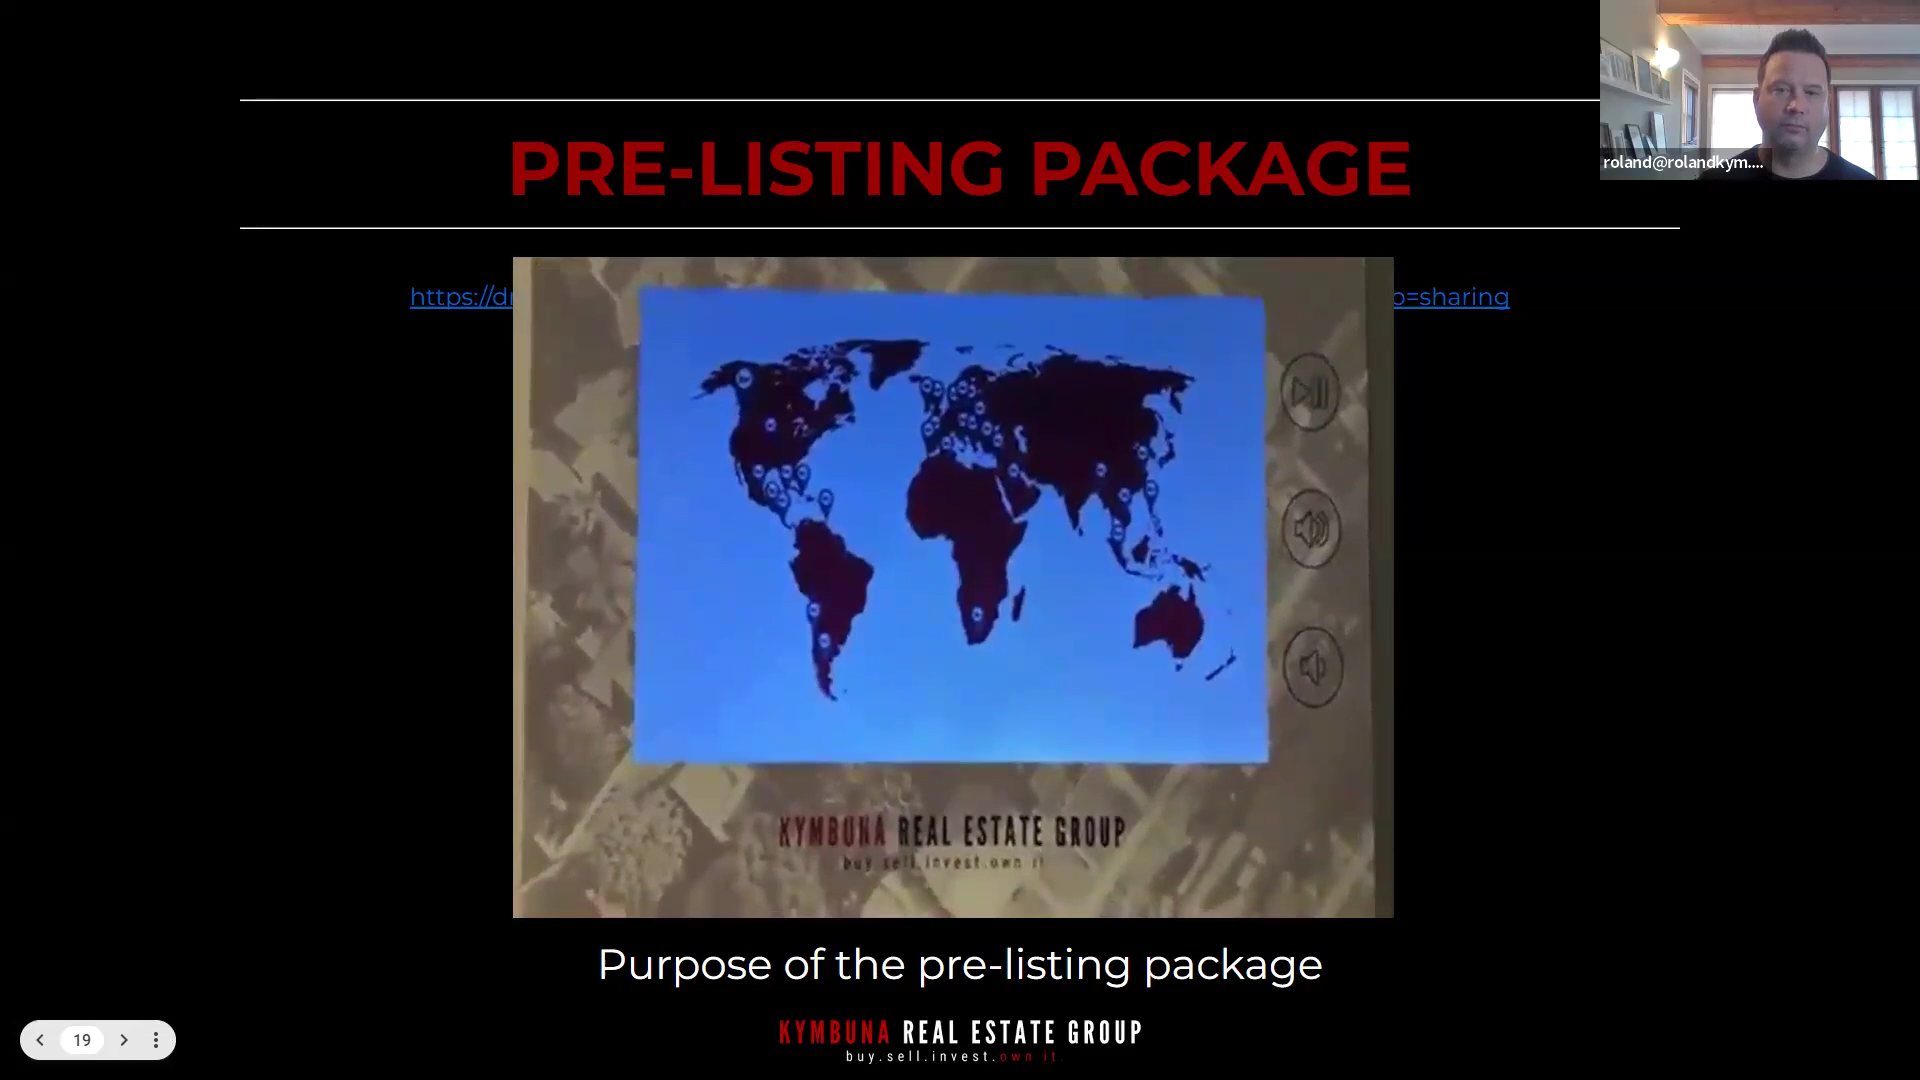 PRE-LISTING PACKAGE
roland@rolandkym....
https://dr
o=sharing
KYMBUNA REAL ESTATE GROUP
buy.sell.invest.own it
Purpose of the pre-listing package
KYMBUNA REAL ESTATE GROUP
buy.sell.invest.own it.
19